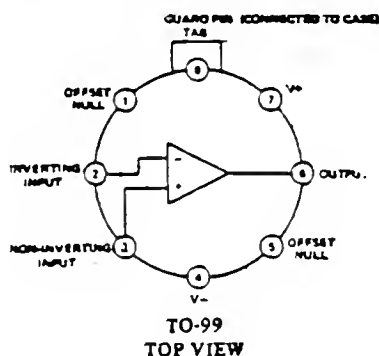 GUARD PIN (CONNECTED TO CASE)
TAB
8
OFFSET
NULL
1
7
V+
INVERTING
INPUT
2
−
+
6
OUTPUT
NON-INVERTING
INPUT
3
5
OFFSET
NULL
4
V−
TO-99
TOP VIEW